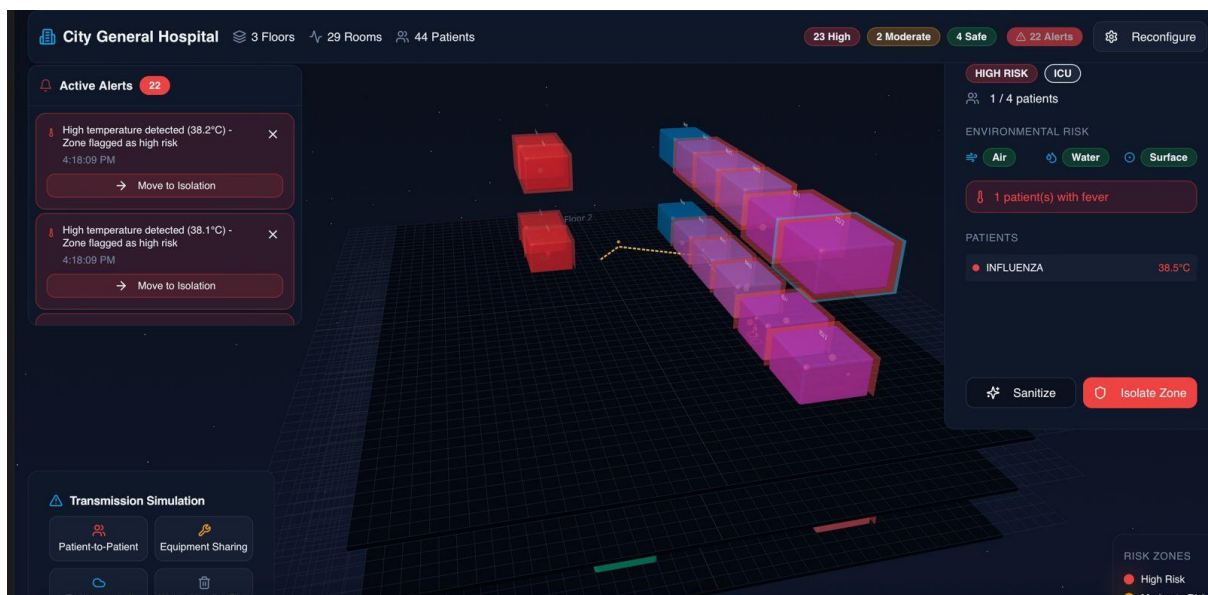 City General Hospital
3 Floors
29 Rooms
44 Patients
23 High
2 Moderate
4 Safe
22 Alerts
Reconfigure
Active Alerts
22
High temperature detected (38.2°C) -
Zone flagged as high risk
4:18:09 PM
Move to Isolation
High temperature detected (38.1°C) -
Zone flagged as high risk
4:18:09 PM
Move to Isolation
Floor 2
HIGH RISK
ICU
1 / 4 patients
ENVIRONMENTAL RISK
Air
Water
Surface
1 patient(s) with fever
PATIENTS
INFLUENZA
38.5°C
Sanitize
Isolate Zone
Transmission Simulation
Patient-to-Patient
Equipment Sharing
RISK ZONES
High Risk